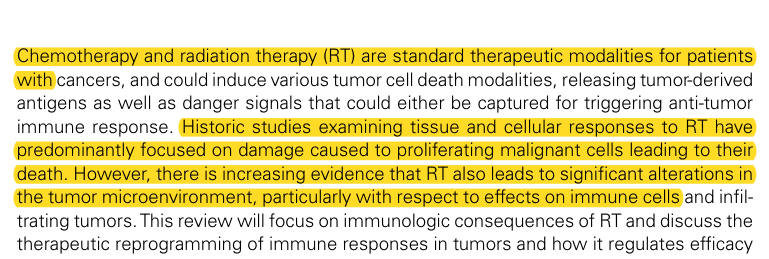 Chemotherapy and radiation therapy (RT) are standard therapeutic modalities for patients
with cancers, and could induce various tumor cell death modalities, releasing tumor-derived
antigens as well as danger signals that could either be captured for triggering anti-tumor
immune response. Historic studies examining tissue and cellular responses to RT have
predominantly focused on damage caused to proliferating malignant cells leading to their
death. However, there is increasing evidence that RT also leads to significant alterations in
the tumor microenvironment, particularly with respect to effects on immune cells and infil-
trating tumors. This review will focus on immunologic consequences of RT and discuss the
therapeutic reprogramming of immune responses in tumors and how it regulates efficacy